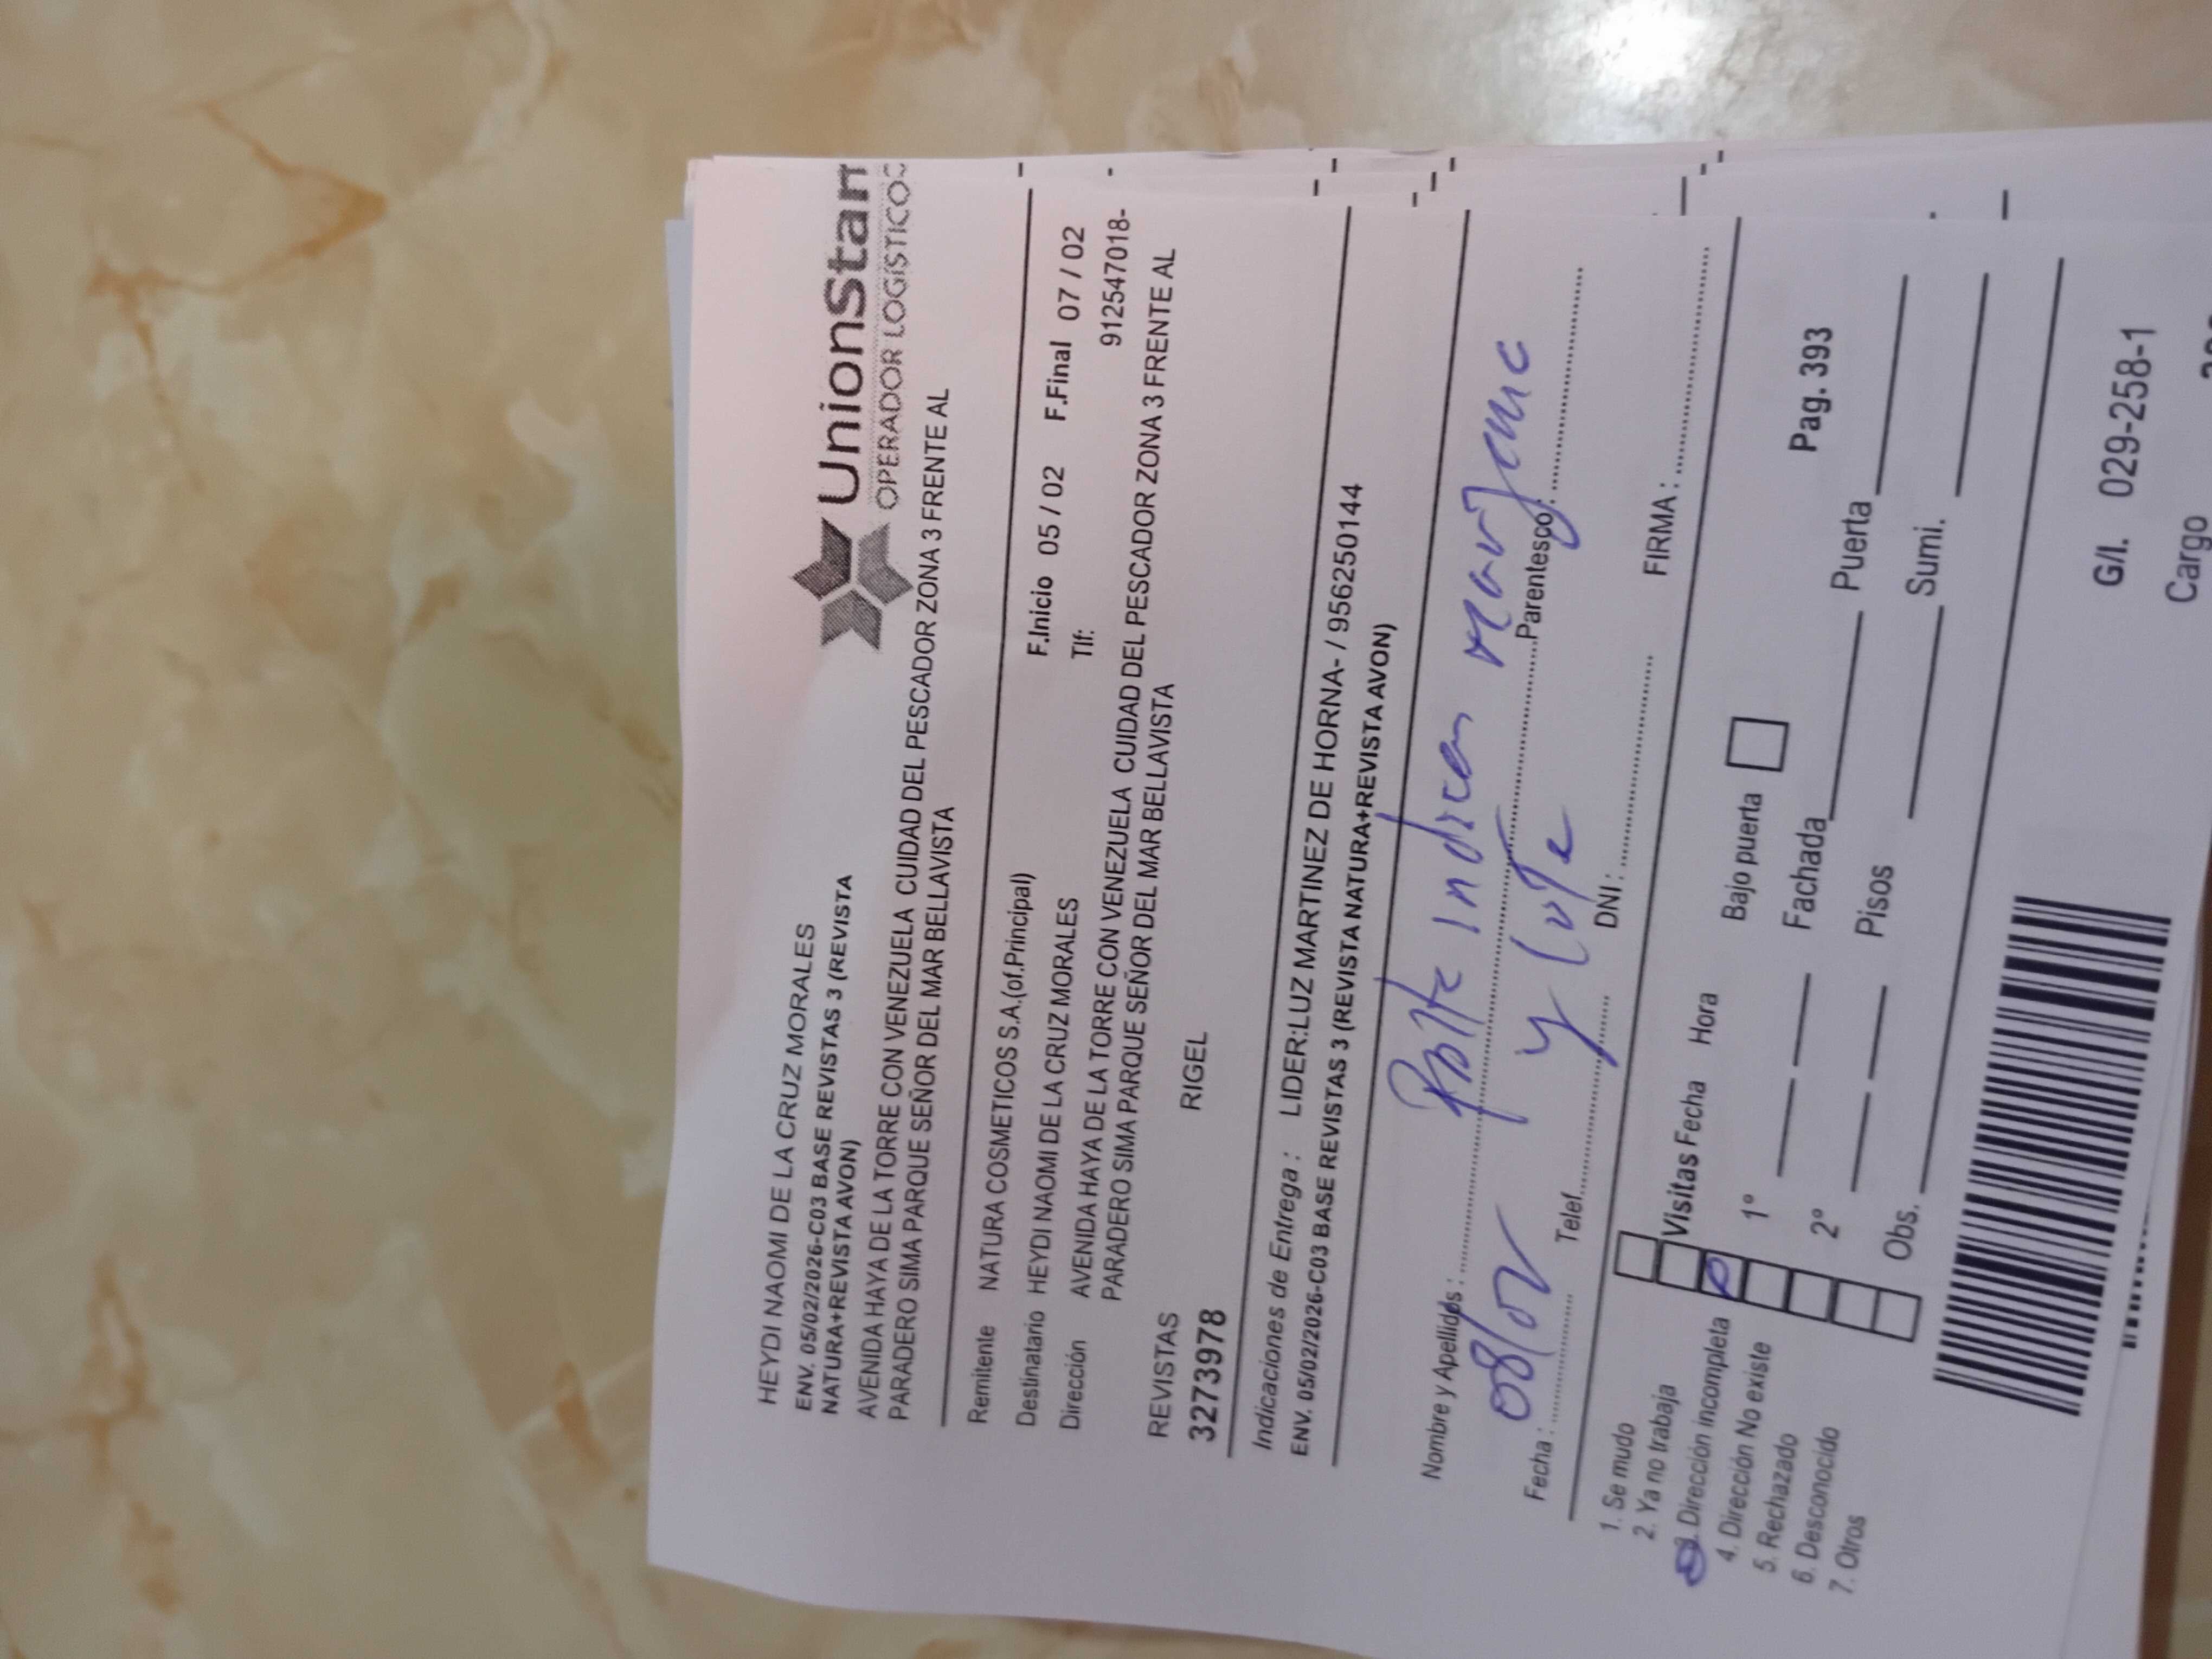 HEYDI NAOMI DE LA CRUZ MORALES
ENV. 05/02/2026-C03 BASE REVISTAS 3 (REVISTA
NATURA+REVISTA AVON)
UnionStar
OPERADOR LOGÍSTICO
AVENIDA HAYA DE LA TORRE CON VENEZUELA CUIDAD DEL PESCADOR ZONA 3 FRENTE AL
PARADERO SIMA PARQUE SEÑOR DEL MAR BELLAVISTA
Remitente NATURA COSMETICOS S.A.(of.Principal)
Destinatario HEYDI NAOMI DE LA CRUZ MORALES F.Inicio 05 / 02 F.Final 07 / 02
Dirección AVENIDA HAYA DE LA TORRE CON VENEZUELA CUIDAD DEL PESCADOR ZONA 3 FRENTE AL
PARADERO SIMA PARQUE SEÑOR DEL MAR BELLAVISTA
Tlf: 912547018-
REVISTAS
3273978 RIGEL
Indicaciones de Entrega : LIDER:LUZ MARTINEZ DE HORNA- / 956250144
ENV. 05/02/2026-C03 BASE REVISTAS 3 (REVISTA NATURA+REVISTA AVON)
Nombre y Apellidos : indicar manzana
Fecha : 08/02 Telef. y lote Parentesco:
DNI : FIRMA :
1. Se mudo
2. Ya no trabaja
3. Dirección incompleta
4. Dirección No existe
5. Rechazado
6. Desconocido
7. Otros
Visitas Fecha Hora Bajo puerta Pag. 393
1º Fachada Puerta
2º Pisos Sumi.
Obs.
G/I. 029-258-1
Cargo